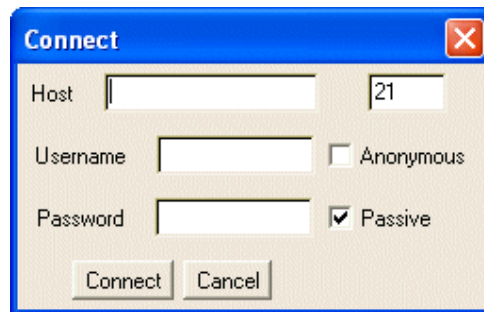 Connect
Host 21
Username Anonymous
Password Passive
Connect Cancel